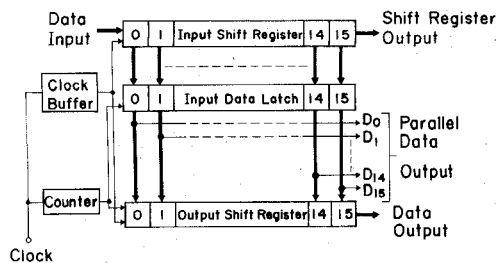 Data
Input
0 1 Input Shift Register 14 15
Shift Register
Output
Clock
Buffer
0 1 Input Data Latch 14 15
D0
D1
D14
D15
Parallel
Data
Output
Counter
0 1 Output Shift Register 14 15
Data
Output
Clock